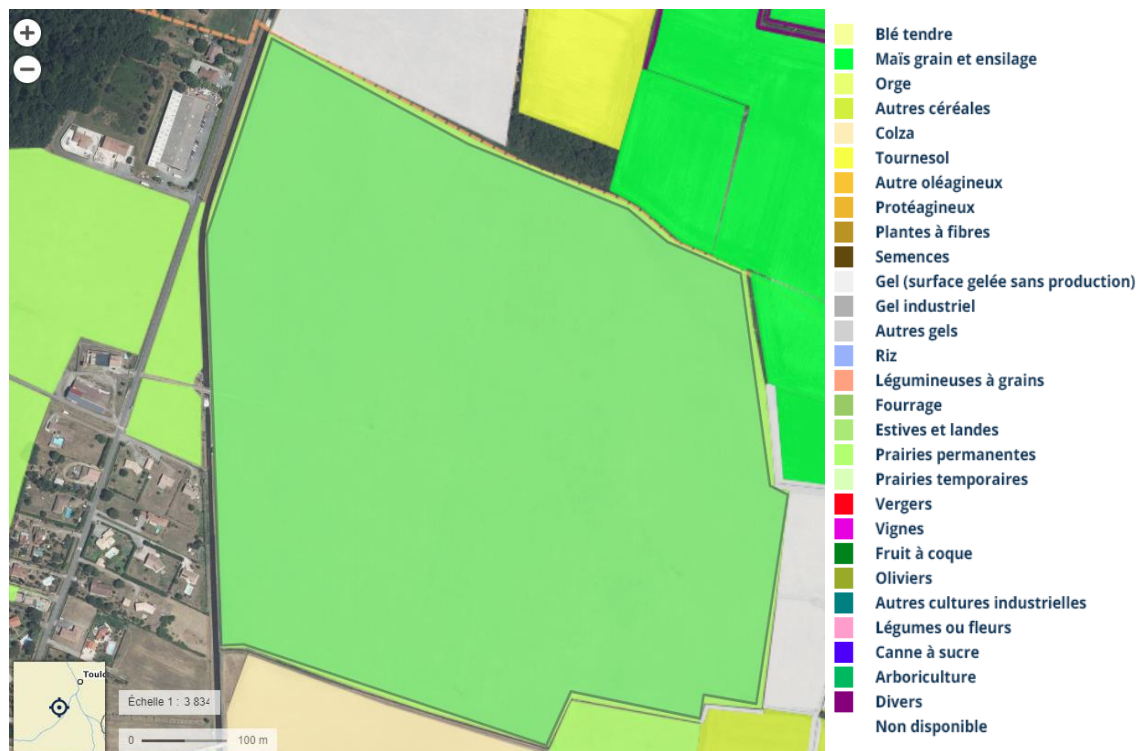 Blé tendre
Maïs grain et ensilage
Orge
Autres céréales
Colza
Tournesol
Autre oléagineux
Protéagineux
Plantes à fibres
Semences
Gel (surface gelée sans production)
Gel industriel
Autres gels
Riz
Légumineuses à grains
Fourrage
Estives et landes
Prairies permanentes
Prairies temporaires
Vergers
Vignes
Fruit à coque
Oliviers
Autres cultures industrielles
Légumes ou fleurs
Canne à sucre
Arboriculture
Divers
Non disponible
Échelle 1 : 3 834
0 100 m